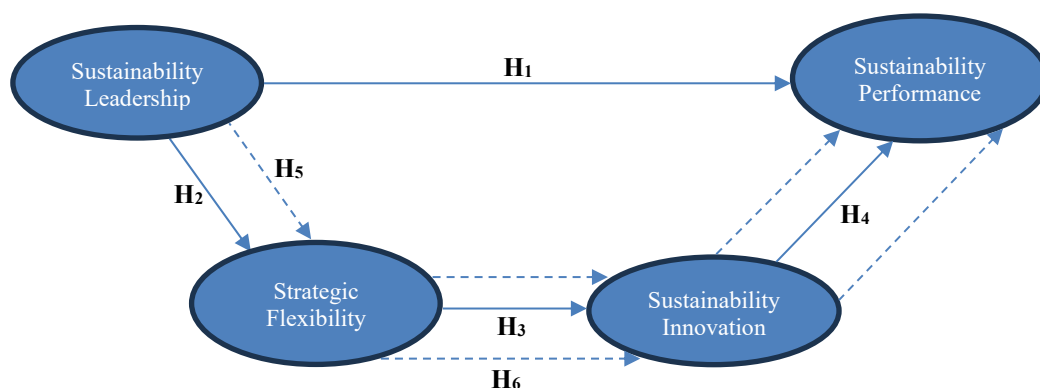 Sustainability
Leadership
H1
Sustainability
Performance
H5
H2
H4
Strategic
Flexibility
Sustainability
Innovation
H3
H6